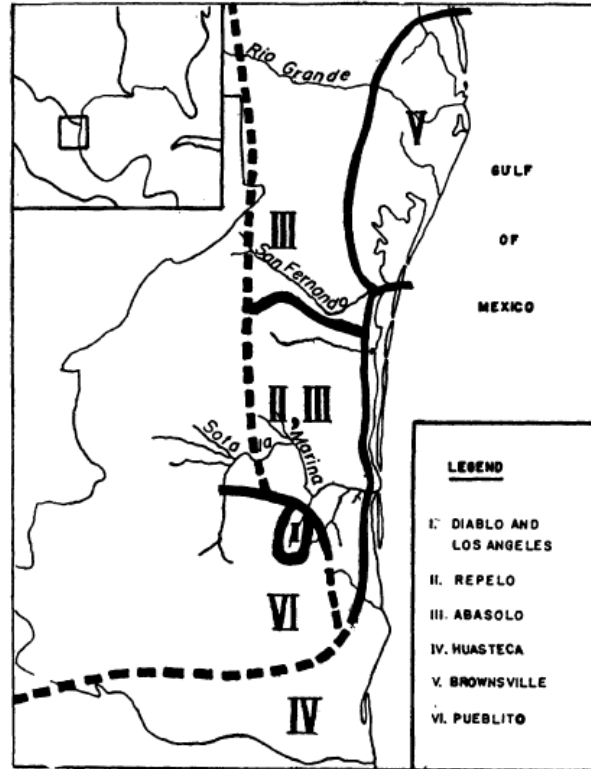 Rio Grande
V
GULF
OF
MEXICO
III
San Fernando
II, III
Soto la Marina
I
VI
IV
LEGEND
I. DIABLO AND
LOS ANGELES
II. REPELO
III. ABASOLO
IV. HUASTECA
V. BROWNSVILLE
VI. PUEBLITO